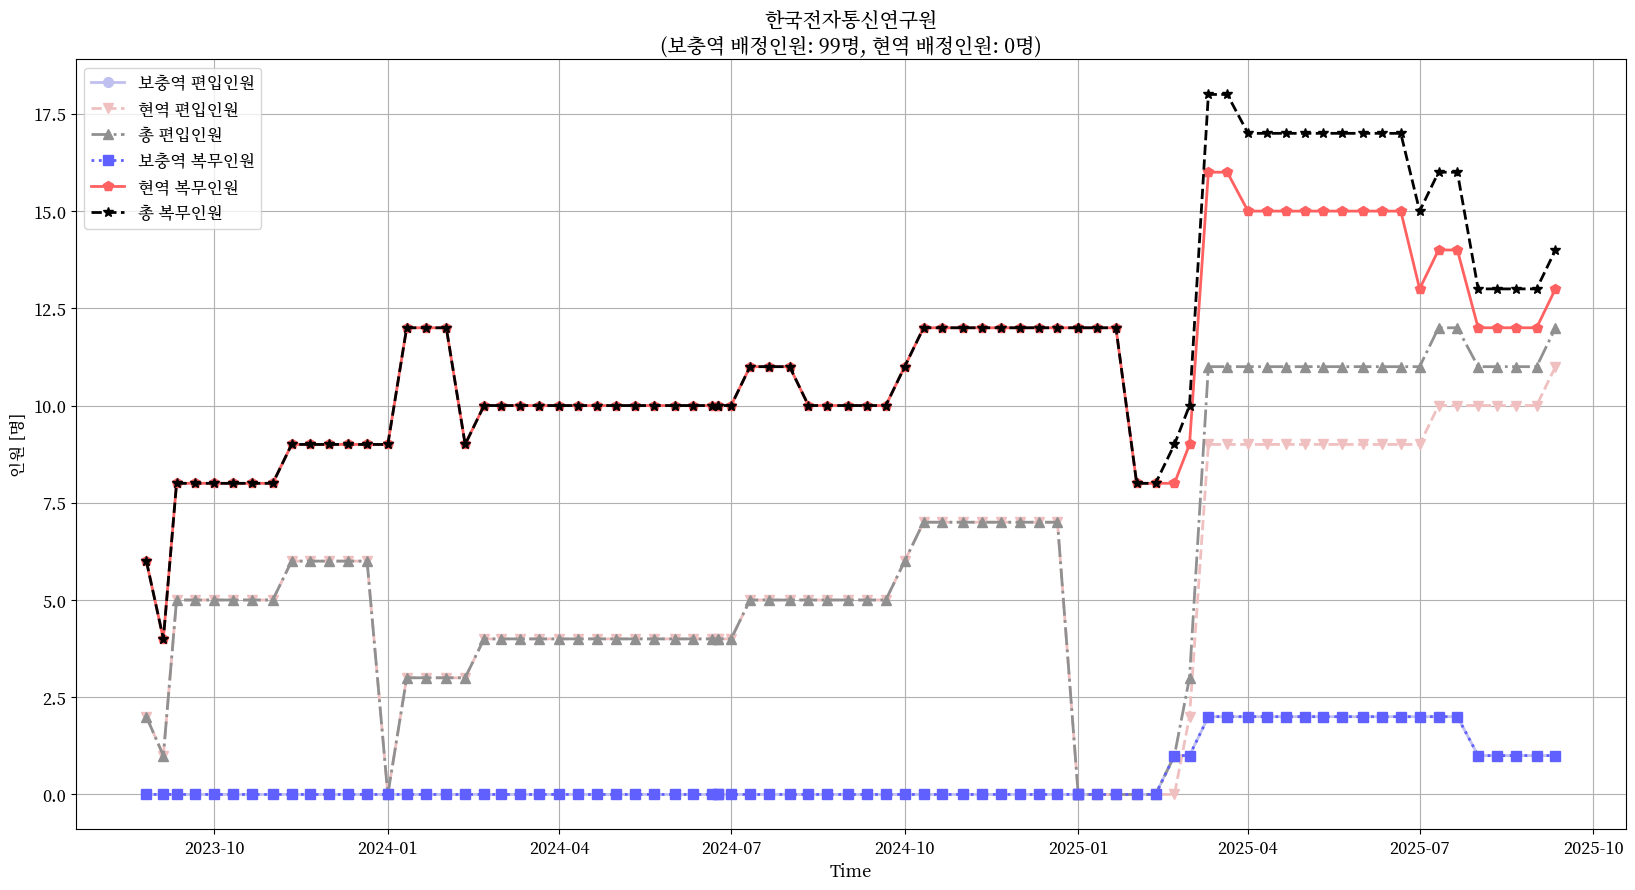 한국전자통신연구원
(보충역 배정인원: 99명, 현역 배정인원: 0명)
보충역 편입인원
현역 편입인원
총 편입인원
보충역 복무인원
현역 복무인원
총 복무인원
17.5
15.0
12.5
10.0
7.5
5.0
2.5
0.0
인원 [명]
2023-10
2024-01
2024-04
2024-07
2024-10
2025-01
2025-04
2025-07
2025-10
Time